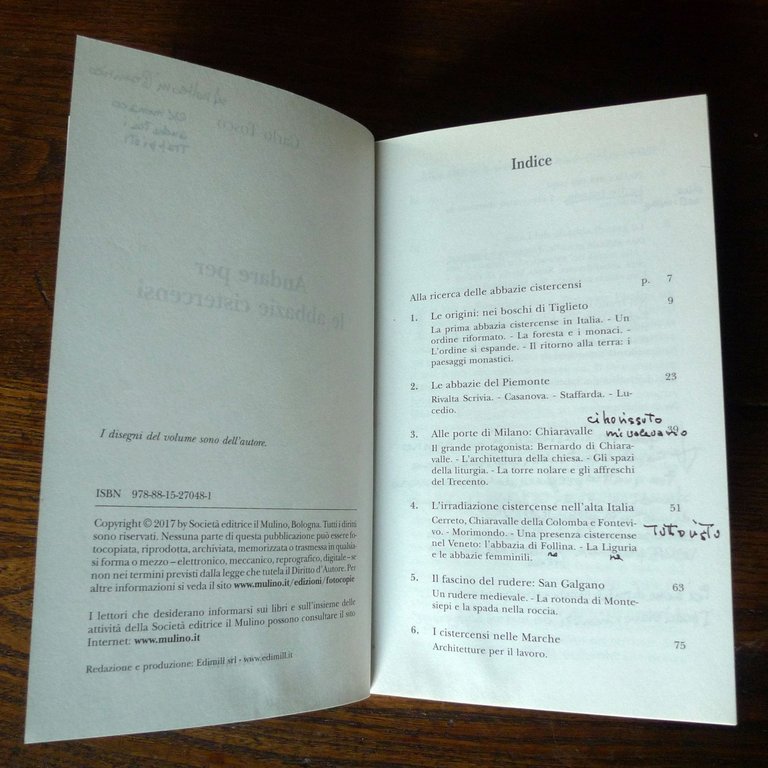 Carlo Tosco
Andare per
le abbazie cistercensi
I disegni del volume sono dell'autore.
ISBN 978-88-15-27048-1
Copyright © 2017 by Società editrice il Mulino, Bologna. Tutti i diritti
sono riservati. Nessuna parte di questa pubblicazione può essere fo-
tocopiata, riprodotta, archiviata, memorizzata o trasmessa in qualsia-
si forma o mezzo – elettronico, meccanico, reprografico, digitale – se
non nei termini previsti dalla legge che tutela il Diritto d'Autore. Per
altre informazioni si veda il sito www.mulino.it/edizioni/fotocopie
I lettori che desiderano informarsi sui libri e sull'insieme delle
attività della Società editrice il Mulino possono consultare il sito
Internet: www.mulino.it
Redazione e produzione: Edimill srl - www.edimill.it
Indice
Alla ricerca delle abbazie cistercensi p. 7
1. Le origini: nei boschi di Tiglieto 9
La prima abbazia cistercense in Italia. - Un
ordine riformato. - La foresta e i monaci. -
L'ordine si espande. - Il ritorno alla terra: i
paesaggi monastici.
2. Le abbazie del Piemonte 23
Rivalta Scrivia. - Casanova. - Staffarda. - Lu-
cedio.
ci ho vissuto
3. Alle porte di Milano: Chiaravalle 39
Il grande protagonista: Bernardo di Chiara-
valle. - L'architettura della chiesa. - Gli spazi
della liturgia. - La torre nolare e gli affreschi
del Trecento.
4. L'irradiazione cistercense nell'alta Italia 51
Cerreto, Chiaravalle della Colomba e Fontevi-
vo. - Morimondo. - Una presenza cistercense
nel Veneto: l'abbazia di Follina. - La Liguria
e le abbazie femminili.
5. Il fascino del rudere: San Galgano 63
Un rudere medievale. - La rotonda di Monte-
siepi e la spada nella roccia.
6. I cistercensi nelle Marche 75
Architetture per il lavoro.